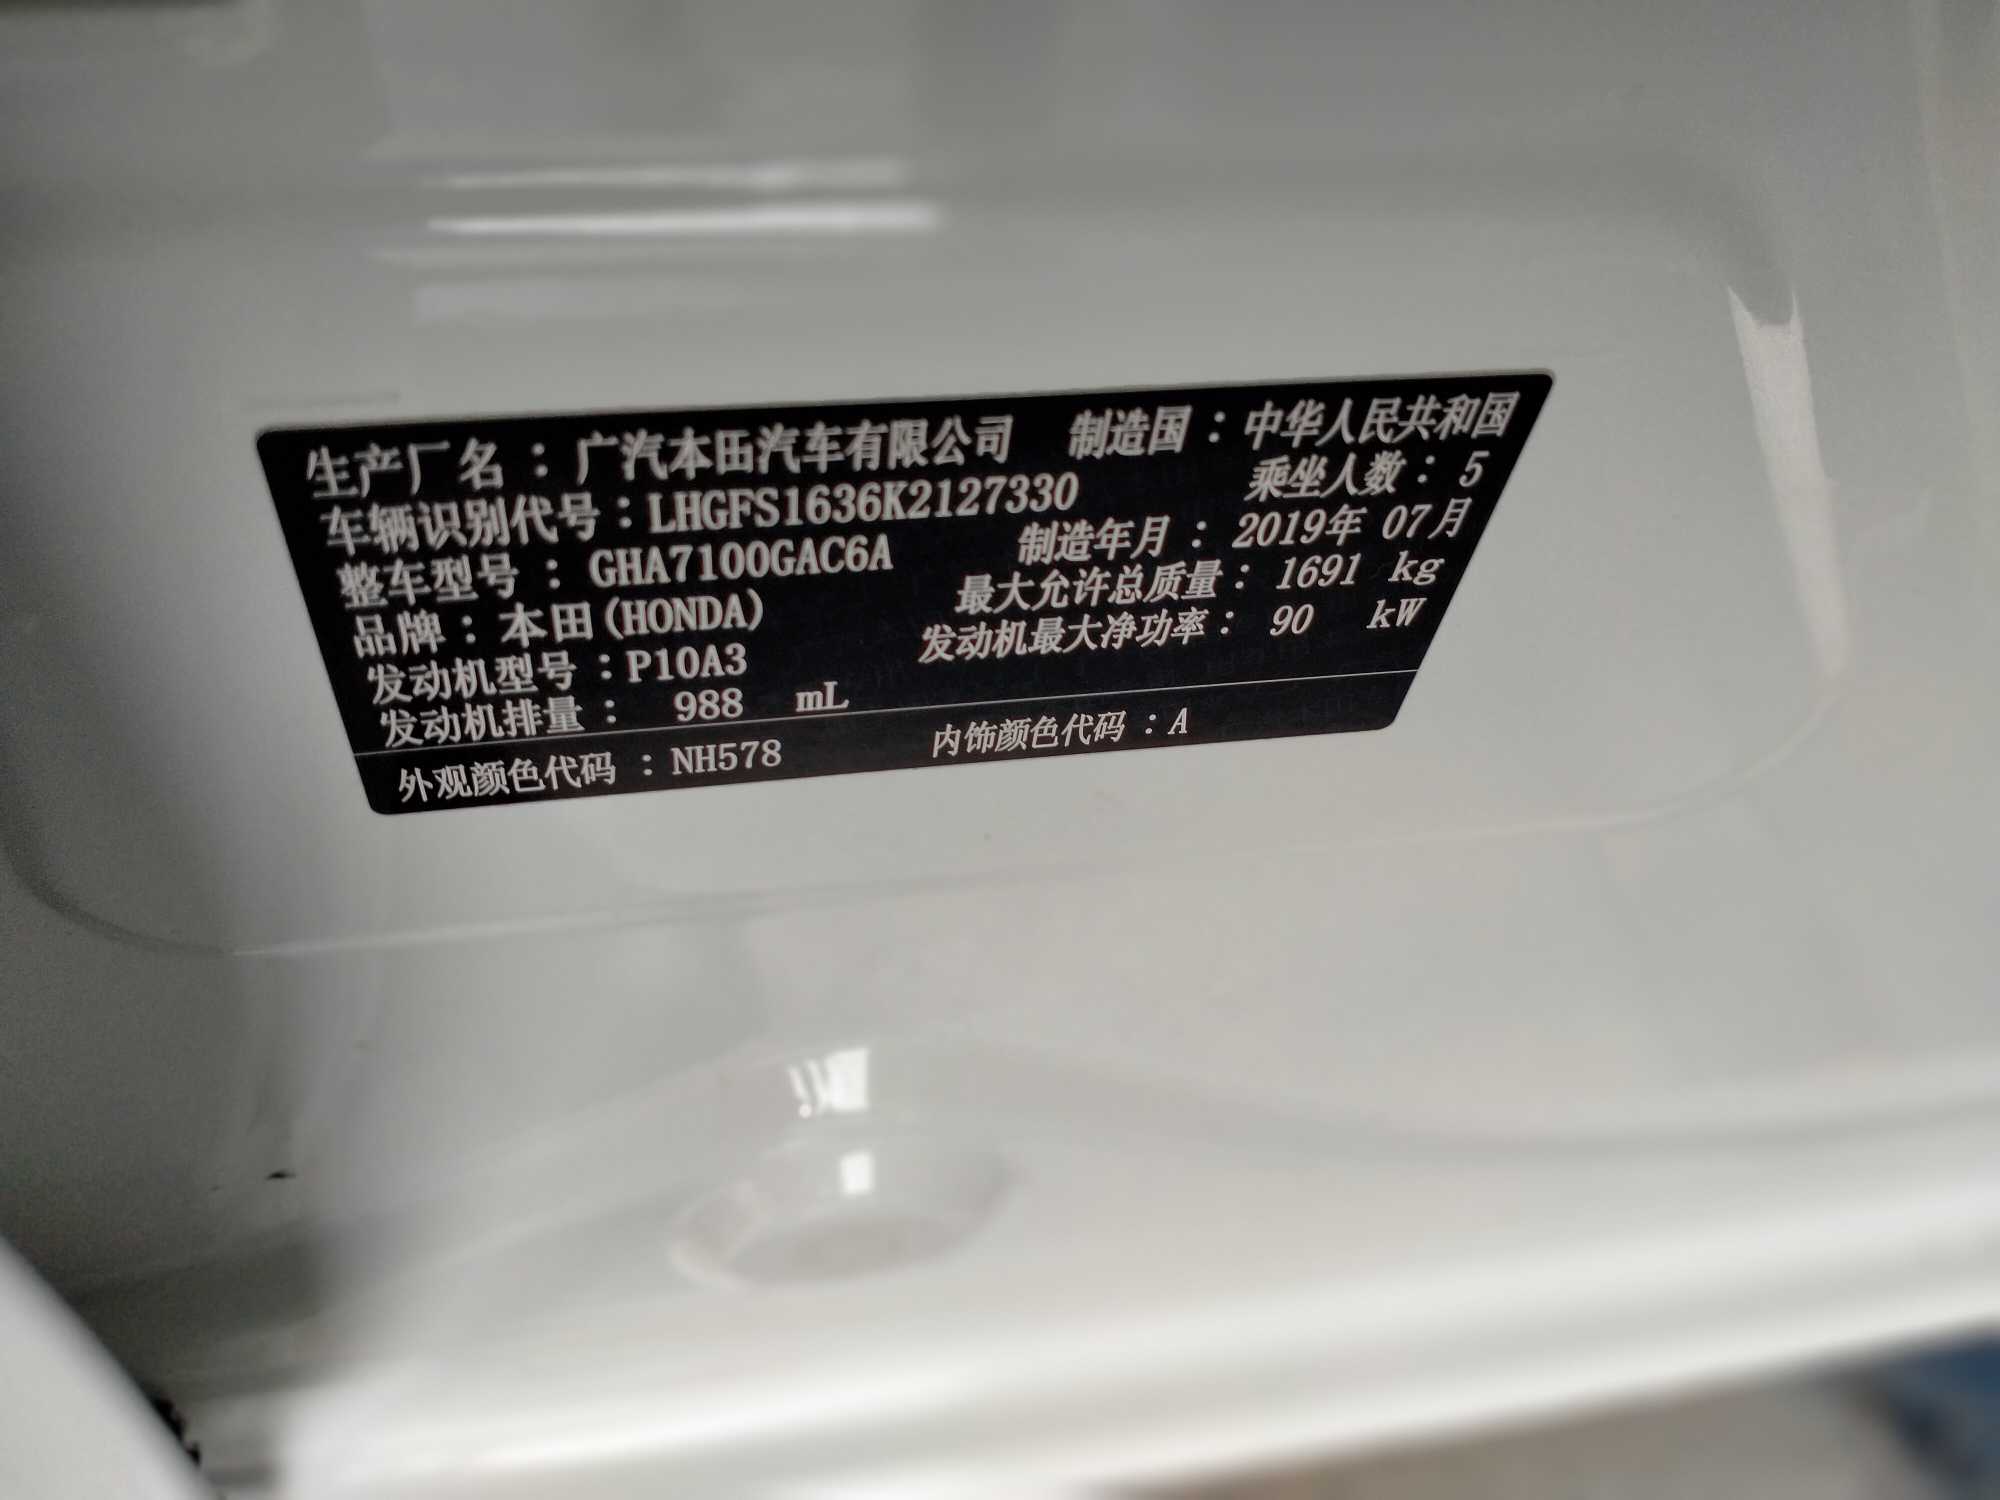 生产厂名：广汽本田汽车有限公司 制造国：中华人民共和国
车辆识别代号：LHGFS1636K2127330 乘坐人数：5
整车型号：GHA7100GAC6A 制造年月：2019年 07月
品牌：本田(HONDA) 最大允许总质量：1691 kg
发动机型号：P10A3 发动机最大净功率：90 kW
发动机排量：988 mL
外观颜色代码：NH578 内饰颜色代码：A